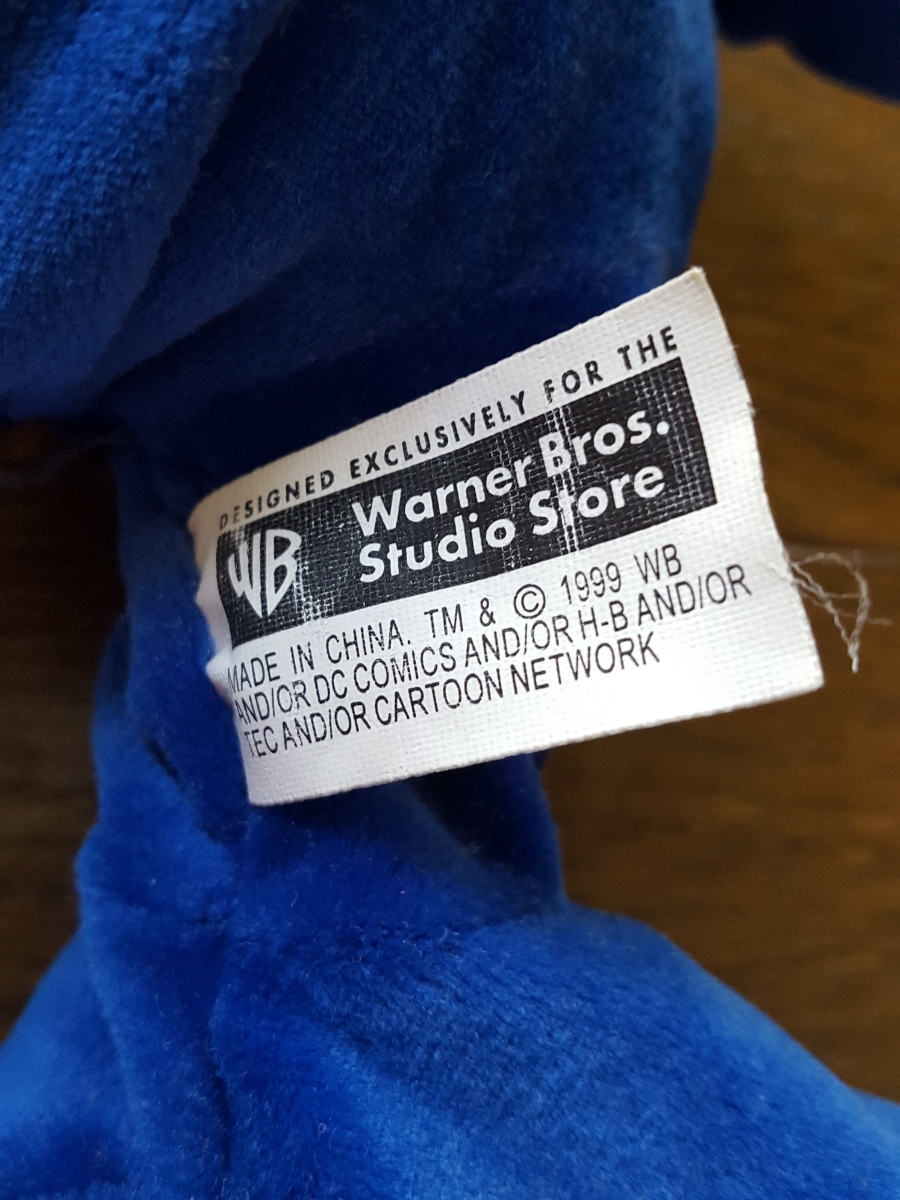 DESIGNED EXCLUSIVELY FOR THE
WB
Warner Bros.
Studio Store
MADE IN CHINA. TM & © 1999 WB
AND/OR DC COMICS AND/OR H-B AND/OR
TEC AND/OR CARTOON NETWORK